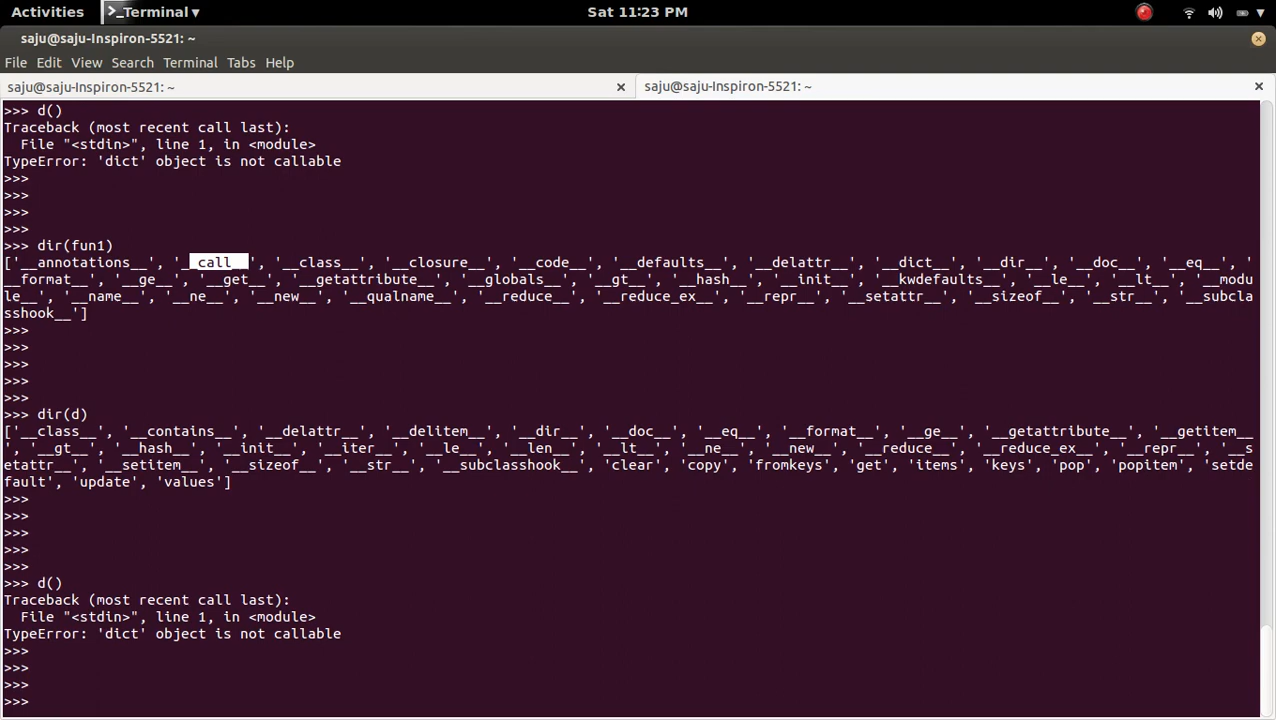 Activities >_ Terminal ▾ Sat 11:23 PM ▾
saju@saju-Inspiron-5521: ~
File Edit View Search Terminal Tabs Help
saju@saju-Inspiron-5521: ~ × saju@saju-Inspiron-5521: ~ ×
>>> d()
Traceback (most recent call last):
  File "<stdin>", line 1, in <module>
TypeError: 'dict' object is not callable
>>>
>>>
>>>
>>>
>>> dir(fun1)
['__annotations__', '__call__', '__class__', '__closure__', '__code__', '__defaults__', '__delattr__', '__dict__', '__dir__', '__doc__', '__eq__', '
__format__', '__ge__', '__get__', '__getattribute__', '__globals__', '__gt__', '__hash__', '__init__', '__kwdefaults__', '__le__', '__lt__', '__modu
le__', '__name__', '__ne__', '__new__', '__qualname__', '__reduce__', '__reduce_ex__', '__repr__', '__setattr__', '__sizeof__', '__str__', '__subcla
sshook__']
>>>
>>>
>>>
>>>
>>>
>>> dir(d)
['__class__', '__contains__', '__delattr__', '__delitem__', '__dir__', '__doc__', '__eq__', '__format__', '__ge__', '__getattribute__', '__getitem__
', '__gt__', '__hash__', '__init__', '__iter__', '__le__', '__len__', '__lt__', '__ne__', '__new__', '__reduce__', '__reduce_ex__', '__repr__', '__s
etattr__', '__setitem__', '__sizeof__', '__str__', '__subclasshook__', 'clear', 'copy', 'fromkeys', 'get', 'items', 'keys', 'pop', 'popitem', 'setde
fault', 'update', 'values']
>>>
>>>
>>>
>>>
>>>
>>> d()
Traceback (most recent call last):
  File "<stdin>", line 1, in <module>
TypeError: 'dict' object is not callable
>>>
>>>
>>>
>>>